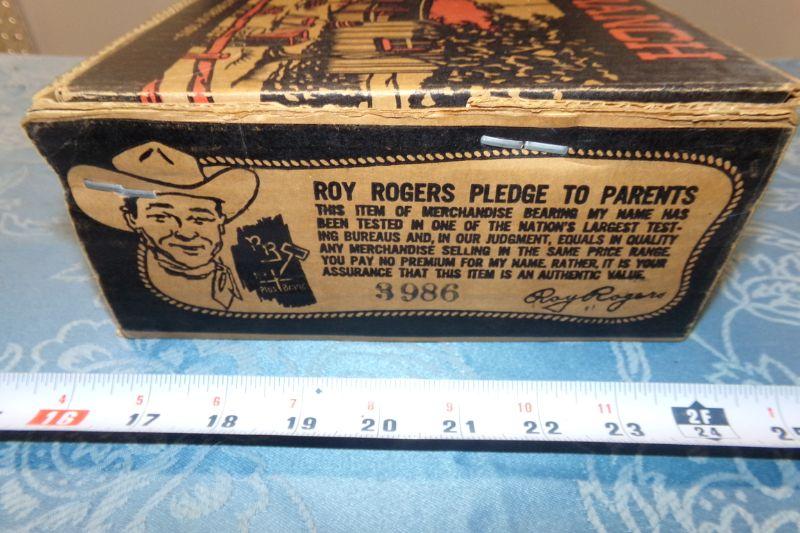 RANCH
ROY ROGERS PLEDGE TO PARENTS
THIS ITEM OF MERCHANDISE BEARING MY NAME HAS
BEEN TESTED IN ONE OF THE NATION'S LARGEST TEST-
ING BUREAUS AND, IN OUR JUDGMENT, EQUALS IN QUALITY
ANY MERCHANDISE SELLING IN THE SAME PRICE RANGE.
YOU PAY NO PREMIUM FOR MY NAME. RATHER, IT IS YOUR
ASSURANCE THAT THIS ITEM IS AN AUTHENTIC VALUE.
3986
Roy Rogers
4 5 6 7 8 9 10 11 2F 1
16 17 18 19 20 21 22 23 24 25